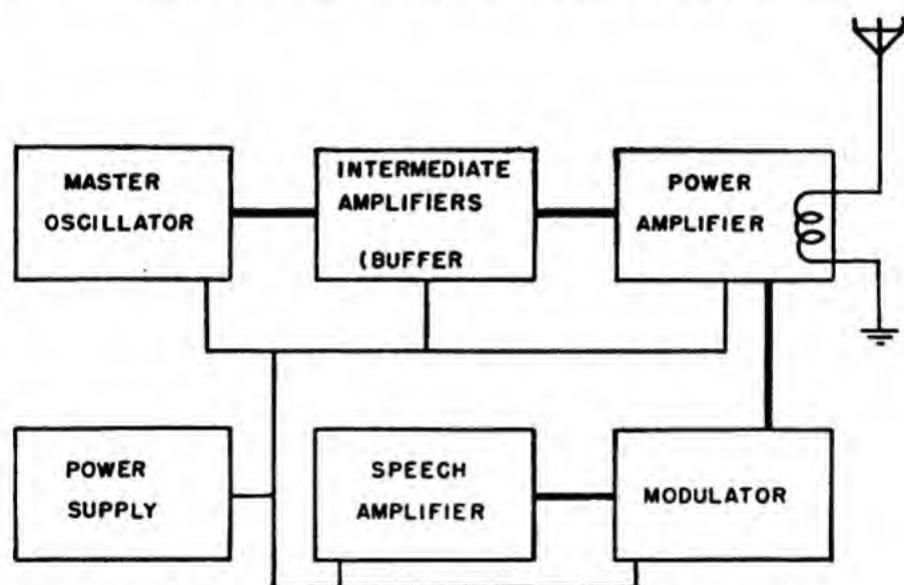 MASTER
OSCILLATOR
INTERMEDIATE
AMPLIFIERS
(BUFFER
POWER
AMPLIFIER
POWER
SUPPLY
SPEECH
AMPLIFIER
MODULATOR